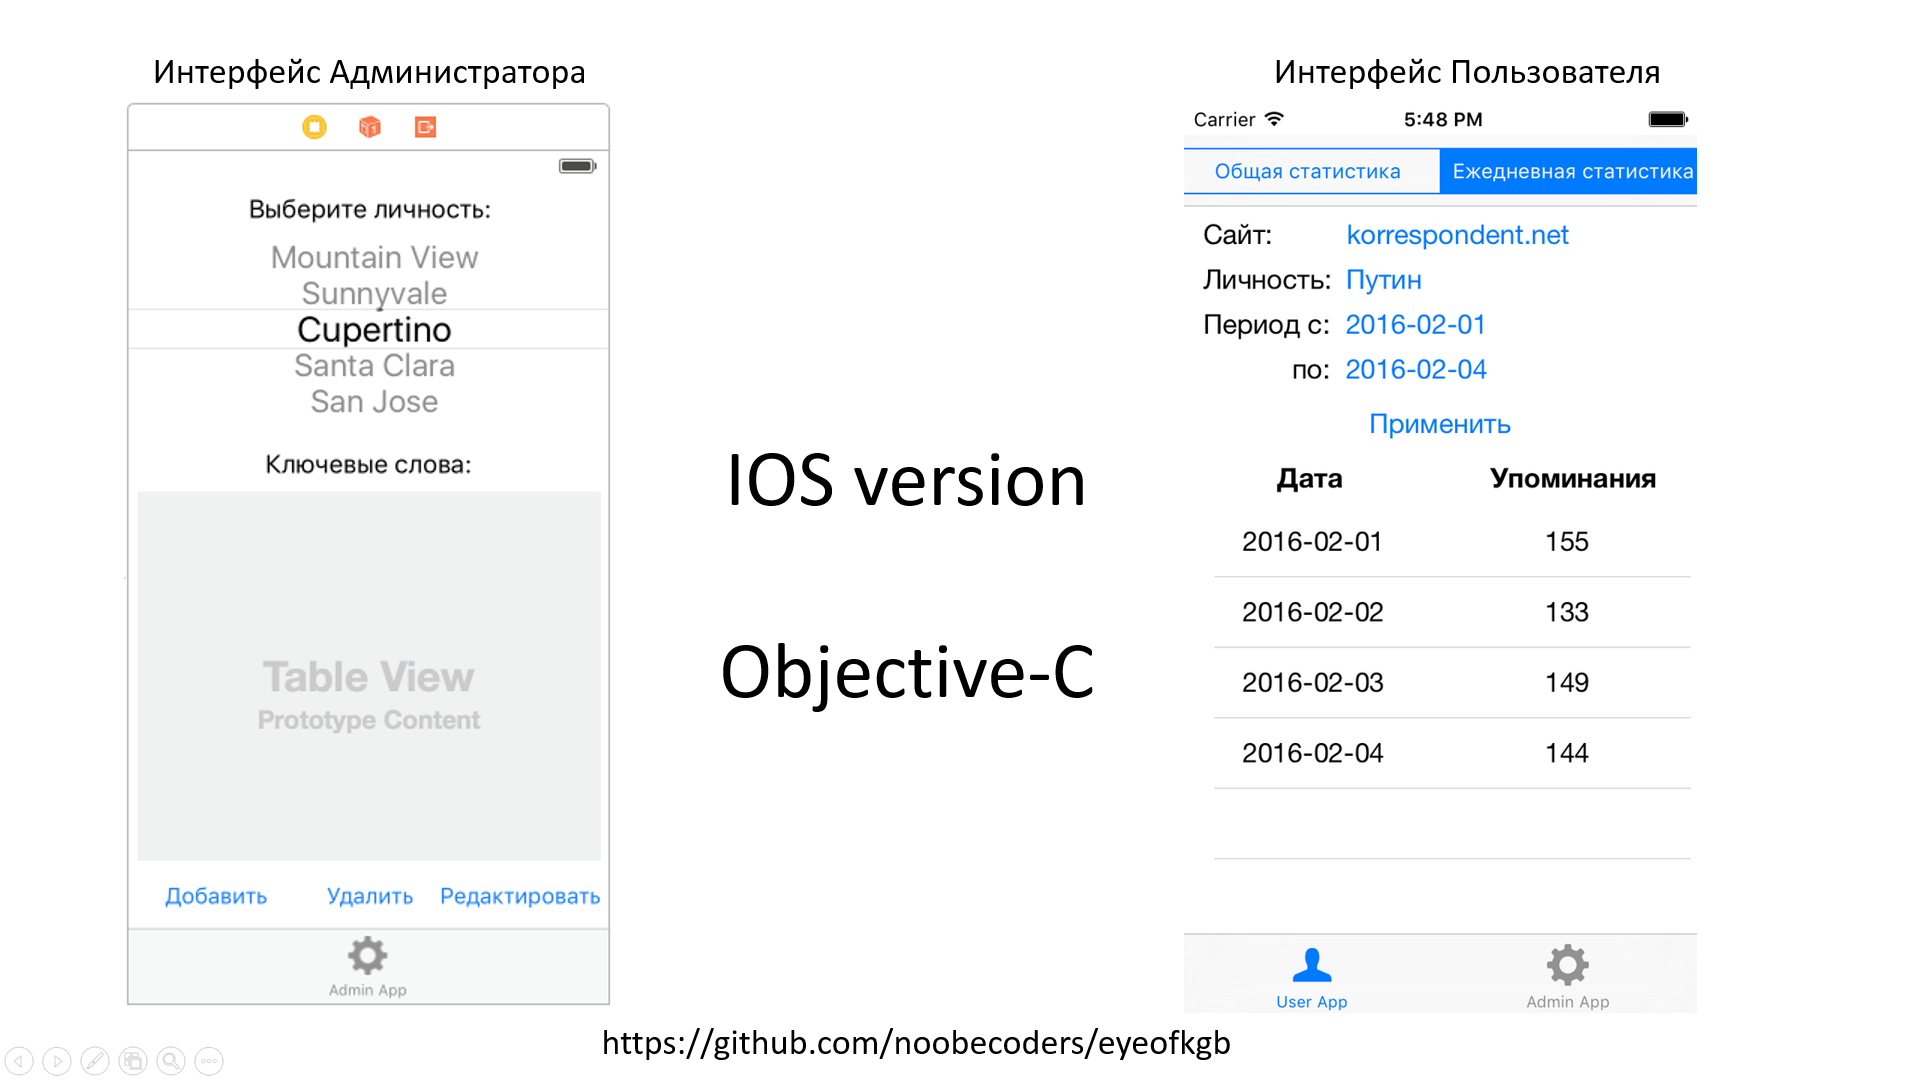 Интерфейс Администратора
Выберите личность:
Mountain View
Sunnyvale
Cupertino
Santa Clara
San Jose
Ключевые слова:
Table View
Prototype Content
Добавить Удалить Редактировать
Admin App
IOS version
Objective-C
Интерфейс Пользователя
Carrier 5:48 PM
Общая статистика Ежедневная статистика
Сайт: korrespondent.net
Личность: Путин
Период с: 2016-02-01
по: 2016-02-04
Применить
Дата Упоминания
2016-02-01 155
2016-02-02 133
2016-02-03 149
2016-02-04 144
User App Admin App
https://github.com/noobecoders/eyeofkgb